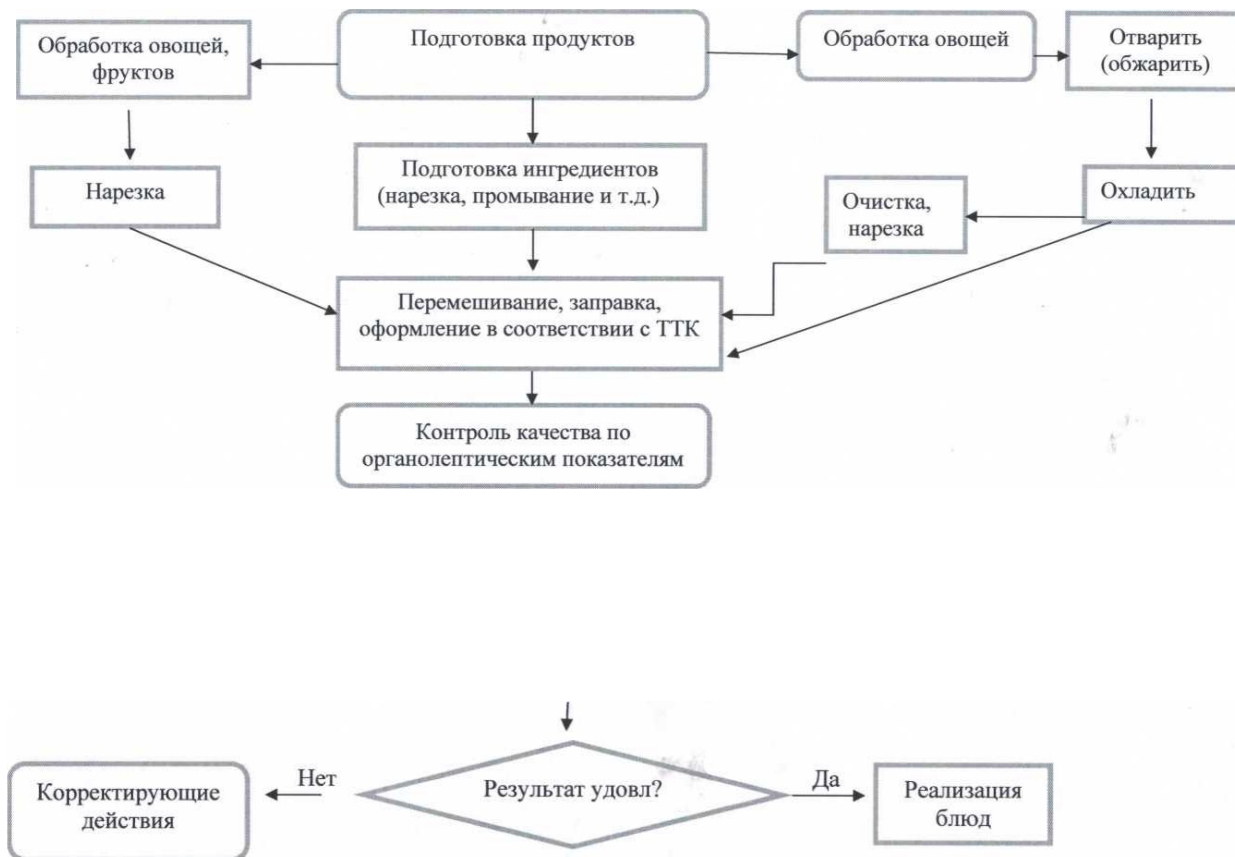 Обработка овощей,
фруктов
Подготовка продуктов
Обработка овощей
Отварить
(обжарить)
Нарезка
Подготовка ингредиентов
(нарезка, промывание и т.д.)
Очистка,
нарезка
Охладить
Перемешивание, заправка,
оформление в соответствии с ТТК
Контроль качества по
органолептическим показателям
Корректирующие
действия
Нет
Результат удовл?
Да
Реализация
блюд